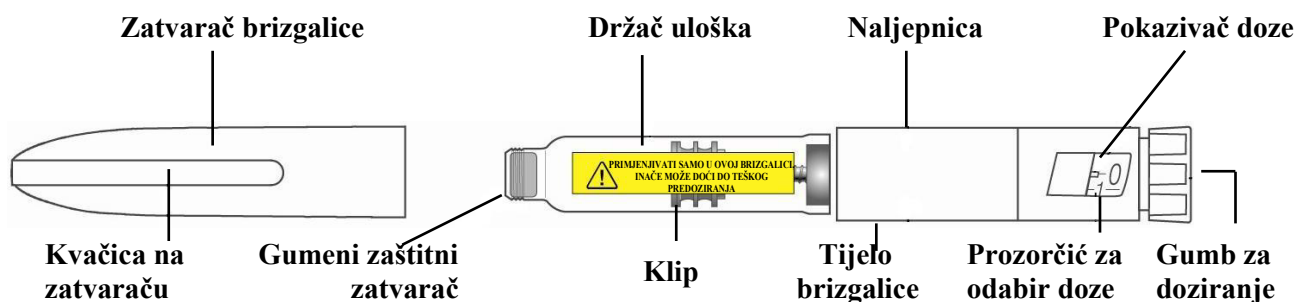 Zatvarač brizgalice
Držač uloška
Naljepnica
Pokazivač doze
PRIMJENJIVATI SAMO U OVOJ BRIZGALICI,
INAČE MOŽE DOĆI DO TEŠKOG
PREDOZIRANJA
0
1
Kvačica na
zatvaraču
Gumeni zaštitni
zatvarač
Klip
Tijelo
brizgalice
Prozorčić za
odabir doze
Gumb za
doziranje